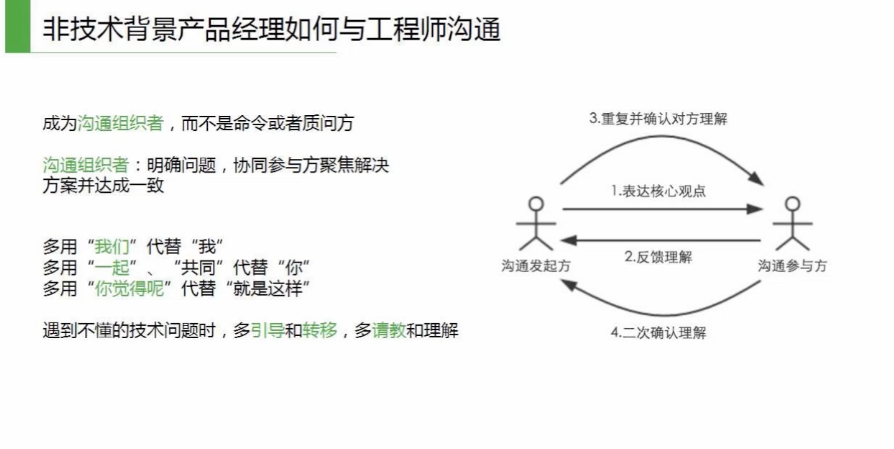 非技术背景产品经理如何与工程师沟通
成为沟通组织者，而不是命令或者质问方
沟通组织者：明确问题，协同参与方聚焦解决
方案并达成一致
多用“我们”代替“我”
多用“一起”、“共同”代替“你”
多用“你觉得呢”代替“就是这样”
遇到不懂的技术问题时，多引导和转移，多请教和理解
3.重复并确认对方理解
1.表达核心观点
2.反馈理解
沟通发起方
沟通参与方
4.二次确认理解